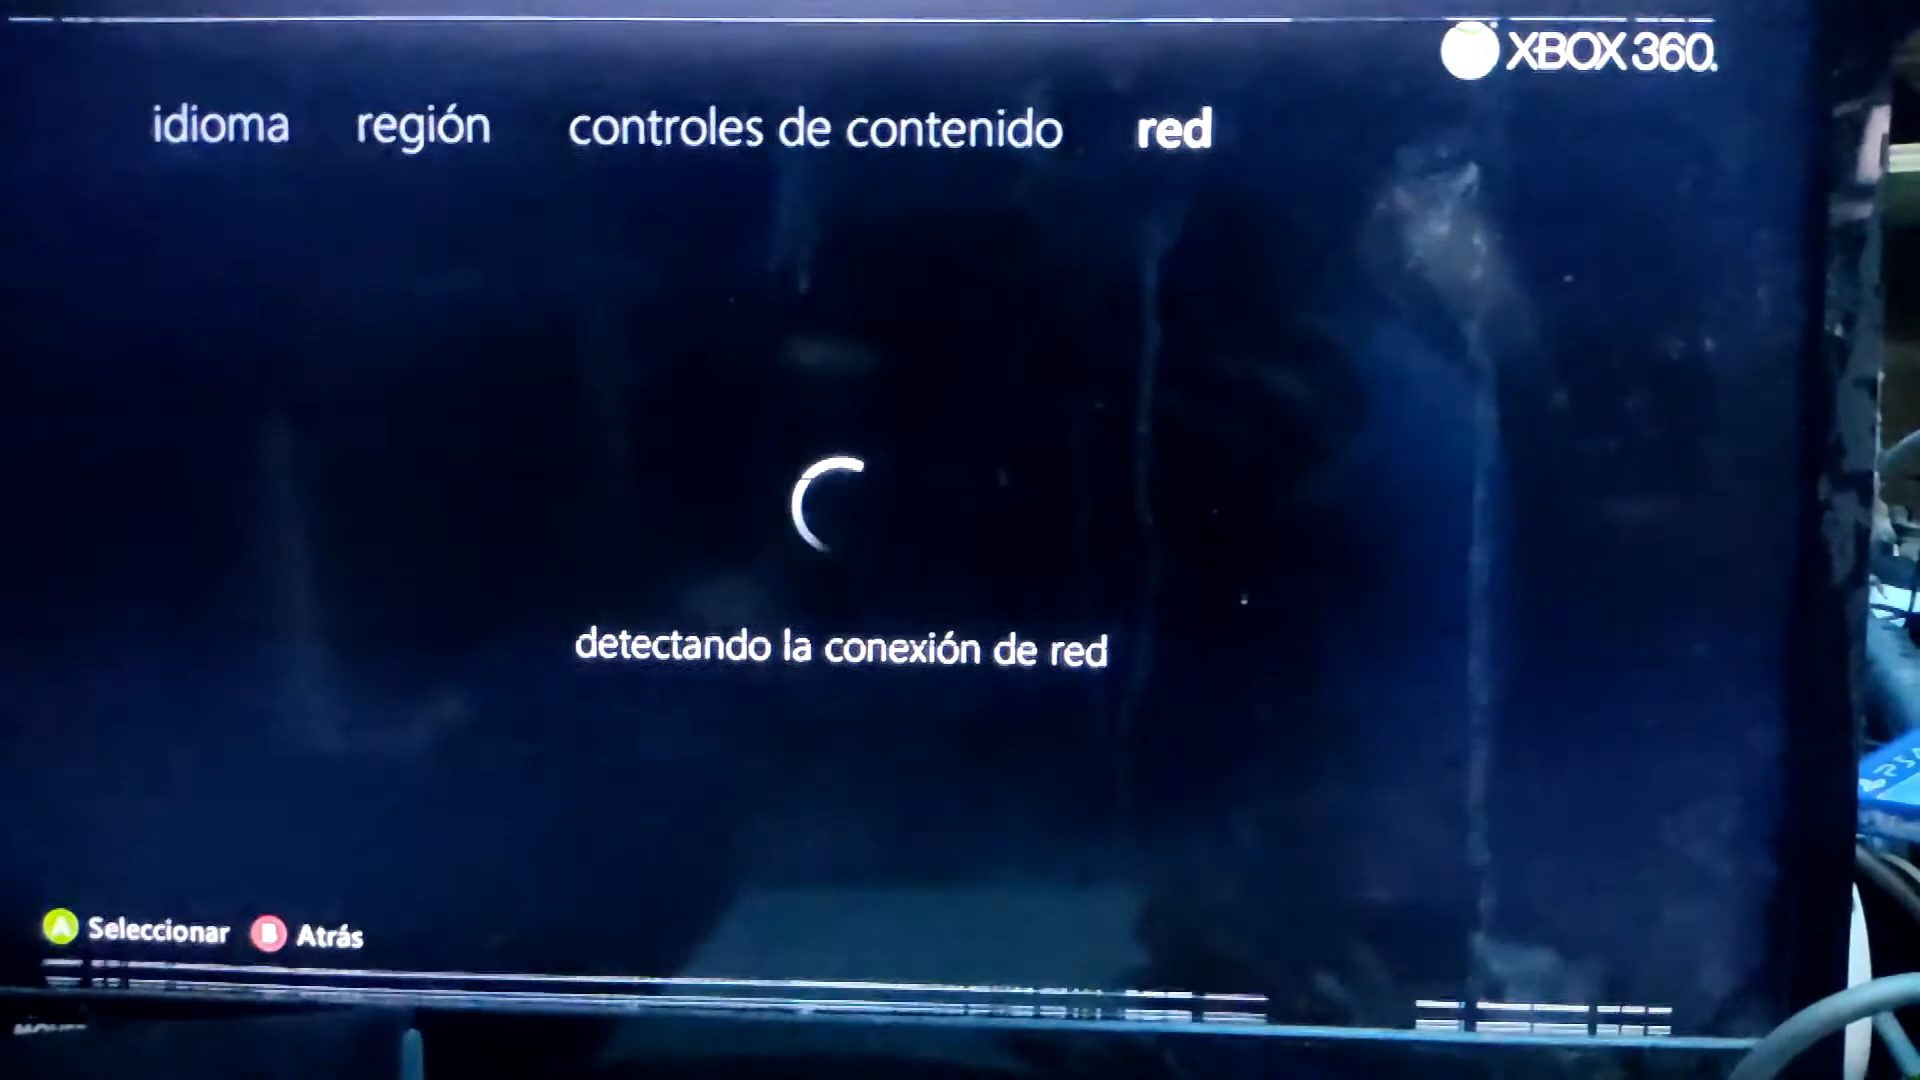 XBOX 360.
idioma región controles de contenido red
detectando la conexión de red
A Seleccionar B Atrás